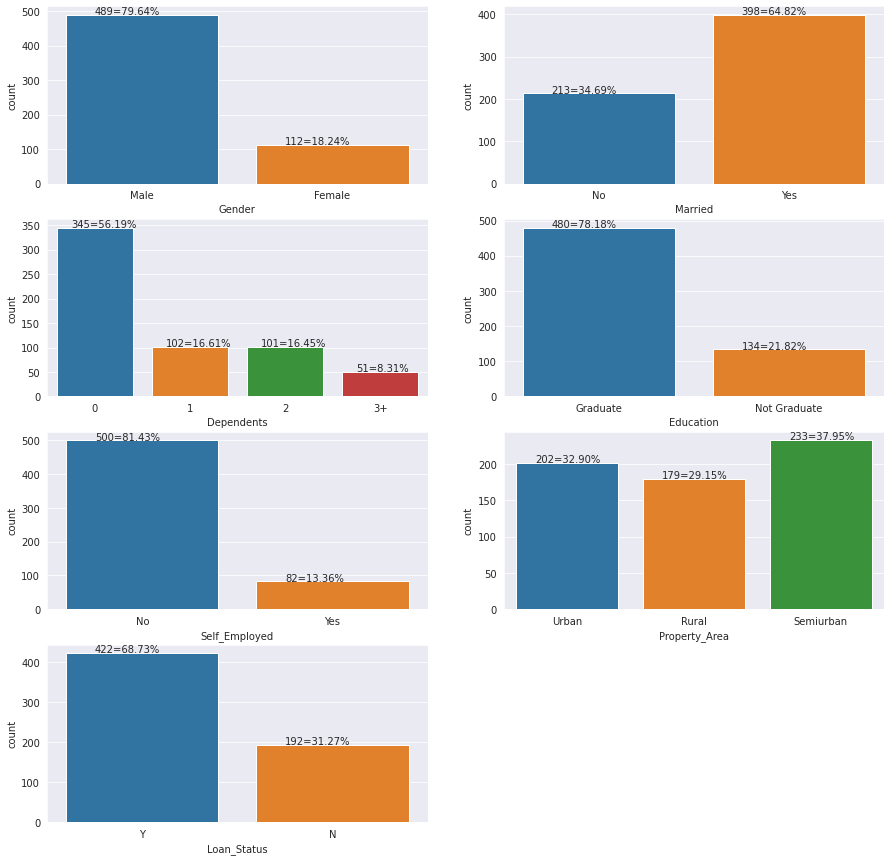 489=79.64%
112=18.24%
500
400
300
200
100
0
count
Male
Female
Gender
398=64.82%
213=34.69%
400
300
200
100
0
count
No
Yes
Married
345=56.19%
102=16.61%
101=16.45%
51=8.31%
350
300
250
200
150
100
50
0
count
0
1
2
3+
Dependents
480=78.18%
134=21.82%
500
400
300
200
100
0
count
Graduate
Not Graduate
Education
500=81.43%
82=13.36%
500
400
300
200
100
0
count
No
Yes
Self_Employed
233=37.95%
202=32.90%
179=29.15%
200
150
100
50
0
count
Urban
Rural
Semiurban
Property_Area
422=68.73%
192=31.27%
400
300
200
100
0
count
Y
N
Loan_Status